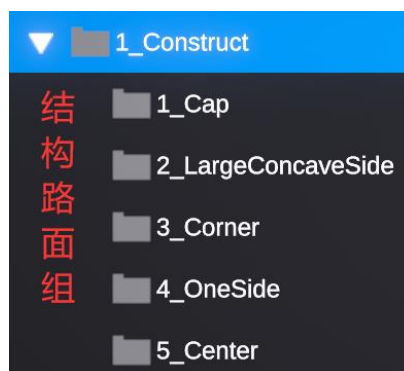 1_Construct
1_Cap
2_LargeConcaveSide
3_Corner
4_OneSide
5_Center
结构路面组